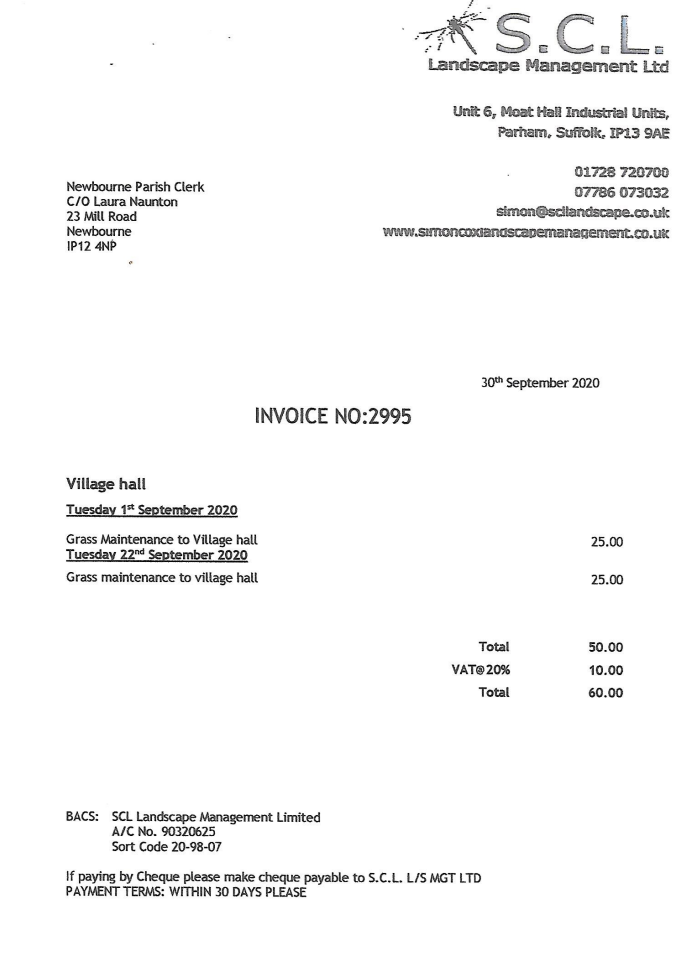 S.C.L.
Landscape Management Ltd
Unit 6, Moat Hall Industrial Units,
Parham, Suffolk, IP13 9AE
01728 720700
07786 073032
simon@scllandscape.co.uk
www.simoncoxlandscapemanagement.co.uk
Newbourne Parish Clerk
C/O Laura Naunton
23 Mill Road
Newbourne
IP12 4NP
30th September 2020
INVOICE NO:2995
Village hall
Tuesday 1st September 2020
Grass Maintenance to Village hall 25.00
Tuesday 22nd September 2020
Grass maintenance to village hall 25.00
Total 50.00
VAT@20% 10.00
Total 60.00
BACS: SCL Landscape Management Limited
A/C No. 90320625
Sort Code 20-98-07
If paying by Cheque please make cheque payable to S.C.L. L/S MGT LTD
PAYMENT TERMS: WITHIN 30 DAYS PLEASE